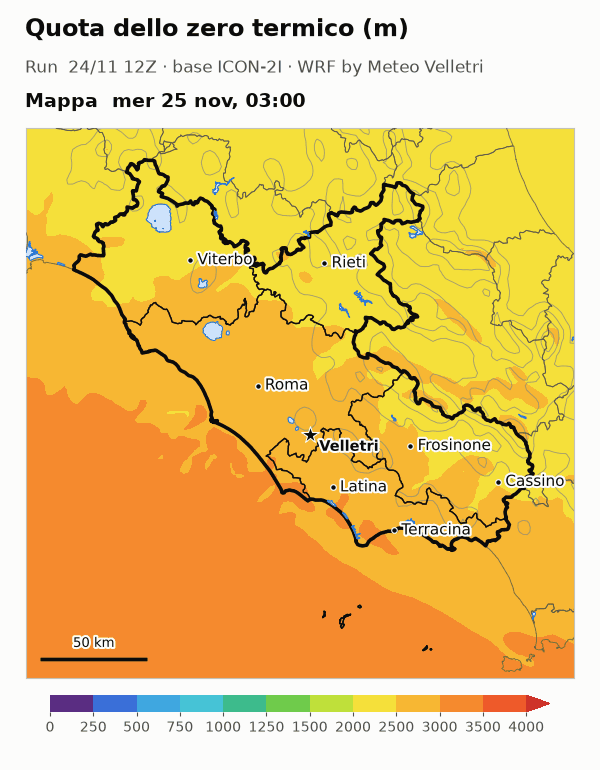 Quota dello zero termico (m)
Run  24/11 12Z · base ICON-2I · WRF by Meteo Velletri
Mappa  mer 25 nov, 03:00
Viterbo
Rieti
Roma
Velletri
Frosinone
Cassino
Latina
Terracina
50 km
0 250 500 750 1000 1250 1500 2000 2500 3000 3500 4000